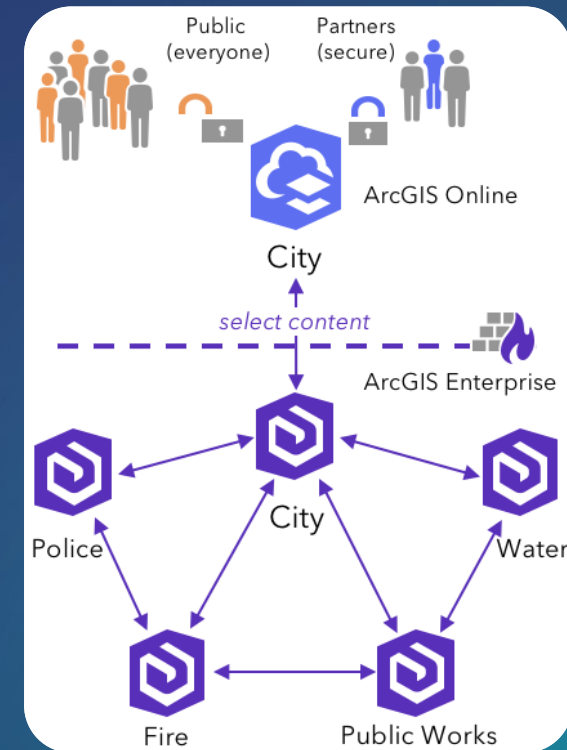 Public
(everyone)
Partners
(secure)
ArcGIS Online
City
select content
ArcGIS Enterprise
City
Police
Water
Fire
Public Works